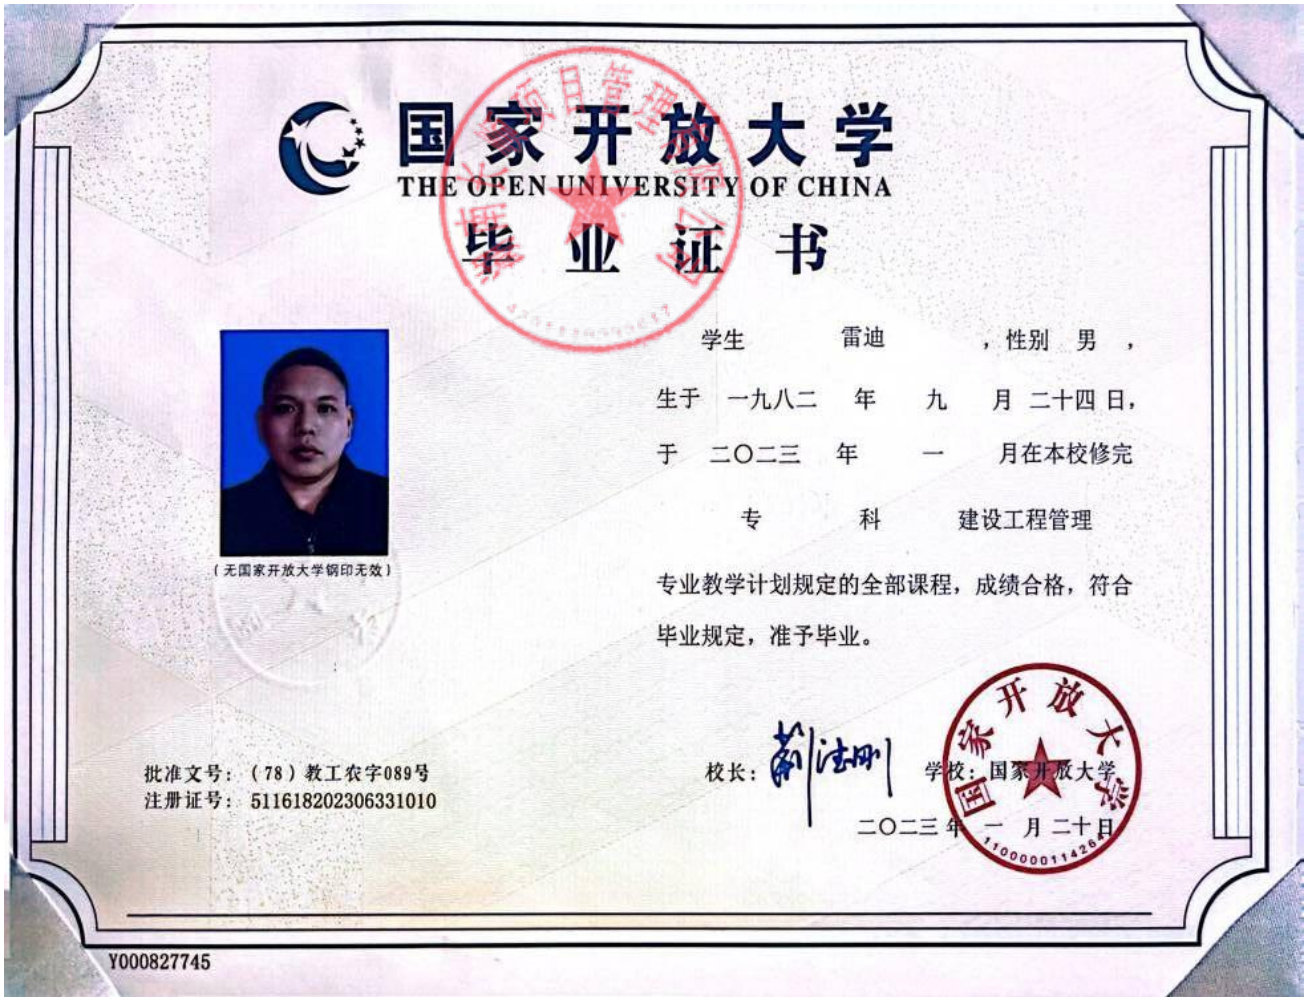 国家开放大学
THE OPEN UNIVERSITY OF CHINA
毕业证书
学生 雷迪 ，性别 男 ，
生于 一九八二 年 九 月 二十四 日，
于 二〇二三 年 一 月在本校修完
专 科 建设工程管理
专业教学计划规定的全部课程，成绩合格，符合
毕业规定，准予毕业。
（无国家开放大学钢印无效）
批准文号：（78）教工农字089号
注册证号：511618202306331010
校长：
学校：国家开放大学
二〇二三 年 一 月 二十 日
国家开放大学
Y000827745